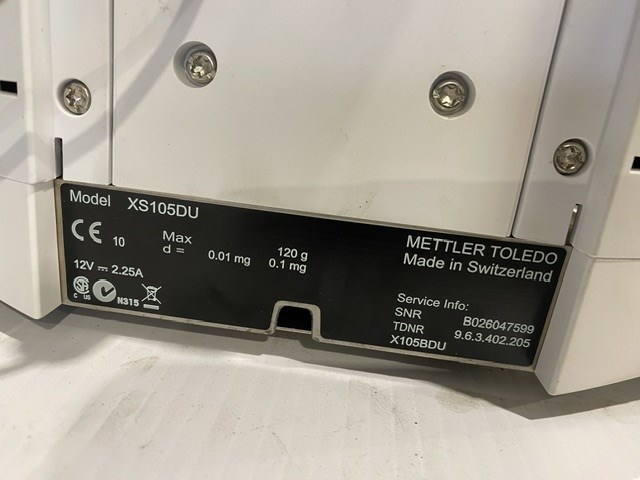 Model XS105DU
CE 10
Max 120 g
d = 0.01 mg 0.1 mg
12V ⎓ 2.25A
C US N315
METTLER TOLEDO
Made in Switzerland
Service Info:
SNR B026047599
TDNR 9.6.3.402.205
X105BDU